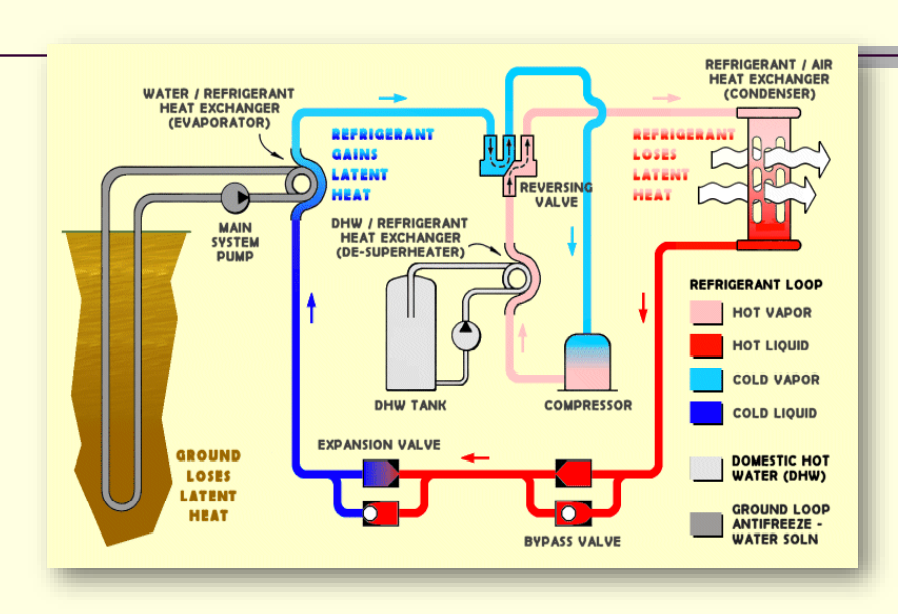 WATER / REFRIGERANT
HEAT EXCHANGER
(EVAPORATOR)
REFRIGERANT / AIR
HEAT EXCHANGER
(CONDENSER)
REFRIGERANT
GAINS
LATENT
HEAT
REFRIGERANT
LOSES
LATENT
HEAT
REVERSING
VALVE
MAIN
SYSTEM
PUMP
DHW / REFRIGERANT
HEAT EXCHANGER
(DE-SUPERHEATER)
DHW TANK
COMPRESSOR
EXPANSION VALVE
BYPASS VALVE
GROUND
LOSES
LATENT
HEAT
REFRIGERANT LOOP
HOT VAPOR
HOT LIQUID
COLD VAPOR
COLD LIQUID
DOMESTIC HOT
WATER (DHW)
GROUND LOOP
ANTIFREEZE -
WATER SOLN